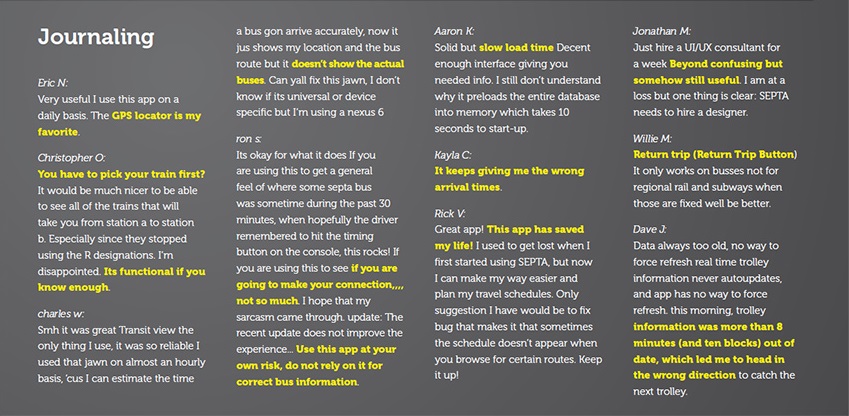 Journaling
Eric N:
Very useful I use this app on a
daily basis. The GPS locator is my
favorite.
Christopher O:
You have to pick your train first?
It would be much nicer to be able
to see all of the trains that will
take you from station a to station
b. Especially since they stopped
using the R designations. I'm
disappointed. Its functional if you
know enough.
charles w:
Smh it was great Transit view the
only thing I use, it was so reliable I
used that jawn on almost an hourly
basis, 'cus I can estimate the time
a bus gon arrive accurately, now it
jus shows my location and the bus
route but it doesn't show the actual
buses. Can yall fix this jawn, I don't
know if its universal or device
specific but I'm using a nexus 6
ron s:
Its okay for what it does If you
are using this to get a general
feel of where some septa bus
was sometime during the past 30
minutes, when hopefully the driver
remembered to hit the timing
button on the console, this rocks! If
you are using this to see if you are
going to make your connection,,,,
not so much. I hope that my
sarcasm came through. update: The
recent update does not improve the
experience... Use this app at your
own risk, do not rely on it for
correct bus information.
Aaron K:
Solid but slow load time Decent
enough interface giving you
needed info. I still don't understand
why it preloads the entire database
into memory which takes 10
seconds to start-up.
Kayla C:
It keeps giving me the wrong
arrival times.
Rick V:
Great app! This app has saved
my life! I used to get lost when I
first started using SEPTA, but now
I can make my way easier and
plan my travel schedules. Only
suggestion I have would be to fix
bug that makes it that sometimes
the schedule doesn't appear when
you browse for certain routes. Keep
it up!
Jonathan M:
Just hire a UI/UX consultant for
a week Beyond confusing but
somehow still useful. I am at a
loss but one thing is clear: SEPTA
needs to hire a designer.
Willie M:
Return trip (Return Trip Button)
It only works on busses not for
regional rail and subways when
those are fixed well be better.
Dave J:
Data always too old, no way to
force refresh real time trolley
information never autoupdates,
and app has no way to force
refresh. this morning, trolley
information was more than 8
minutes (and ten blocks) out of
date, which led me to head in
the wrong direction to catch the
next trolley.